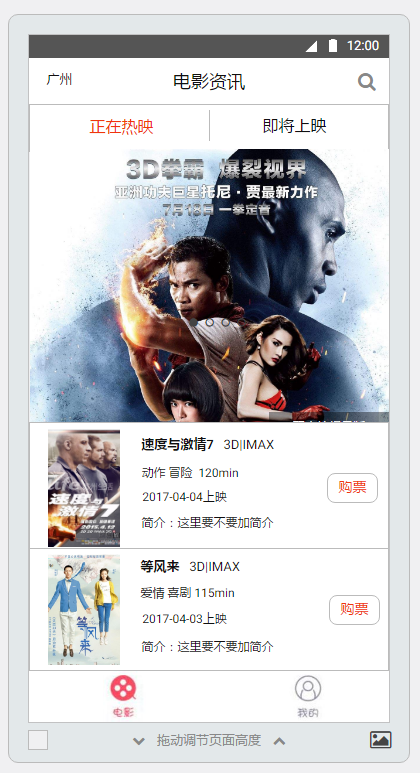 12:00
广州
电影资讯
正在热映
即将上映
3D拳霸 爆裂视界
亚洲功夫巨星托尼·贾最新力作
一拳定音
速度与激情7 3D|IMAX
动作 冒险 120min
2017-04-04上映
简介：这里要不要加简介
购票
速度与激情7
等风来 3D|IMAX
爱情 喜剧 115min
2017-04-03上映
简介：这里要不要加简介
购票
等风来
电影
我的
拖动调节页面高度